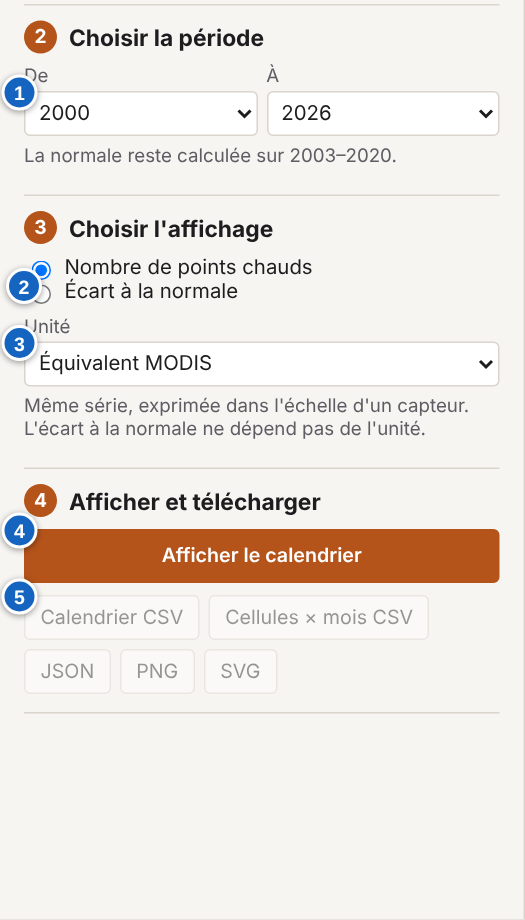 2 Choisir la période
De À
1 2000 2026
La normale reste calculée sur 2003–2020.
3 Choisir l'affichage
Nombre de points chauds
2 Écart à la normale
Unité
3 Équivalent MODIS
Même série, exprimée dans l'échelle d'un capteur.
L'écart à la normale ne dépend pas de l'unité.
4 Afficher et télécharger
4 Afficher le calendrier
5 Calendrier CSV Cellules × mois CSV
JSON PNG SVG